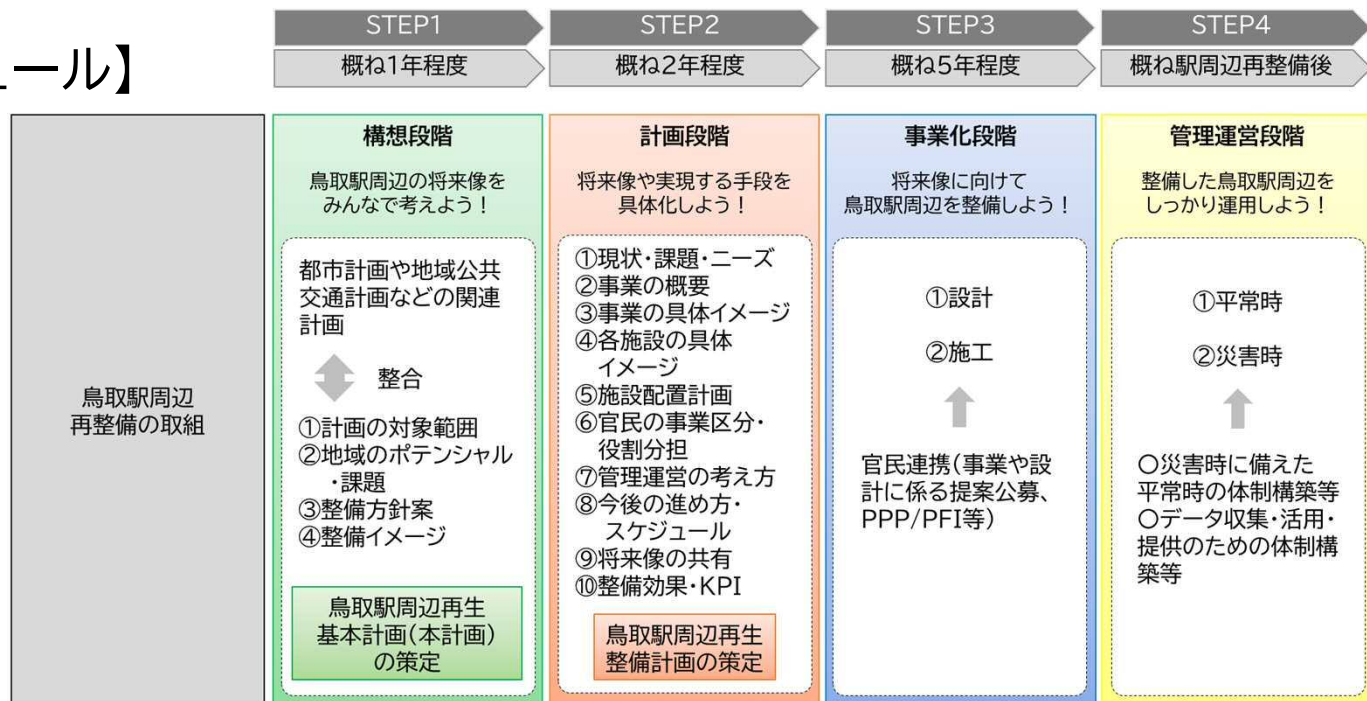 ュール】
STEP1
STEP2
STEP3
STEP4
概ね1年程度
概ね2年程度
概ね5年程度
概ね駅周辺再整備後
鳥取駅周辺
再整備の取組
構想段階
鳥取駅周辺の将来像を
みんなで考えよう！
都市計画や地域公共
交通計画などの関連
計画
整合
①計画の対象範囲
②地域のポテンシャル
・課題
③整備方針案
④整備イメージ
鳥取駅周辺再生
基本計画(本計画)
の策定
計画段階
将来像や実現する手段を
具体化しよう！
①現状・課題・ニーズ
②事業の概要
③事業の具体イメージ
④各施設の具体
イメージ
⑤施設配置計画
⑥官民の事業区分・
役割分担
⑦管理運営の考え方
⑧今後の進め方・
スケジュール
⑨将来像の共有
⑩整備効果・KPI
鳥取駅周辺再生
整備計画の策定
事業化段階
将来像に向けて
鳥取駅周辺を整備しよう！
①設計
②施工
官民連携(事業や設
計に係る提案公募、
PPP/PFI等)
管理運営段階
整備した鳥取駅周辺を
しっかり運用しよう！
①平常時
②災害時
〇災害時に備えた
平常時の体制構築等
〇データ収集・活用・
提供のための体制構
築等